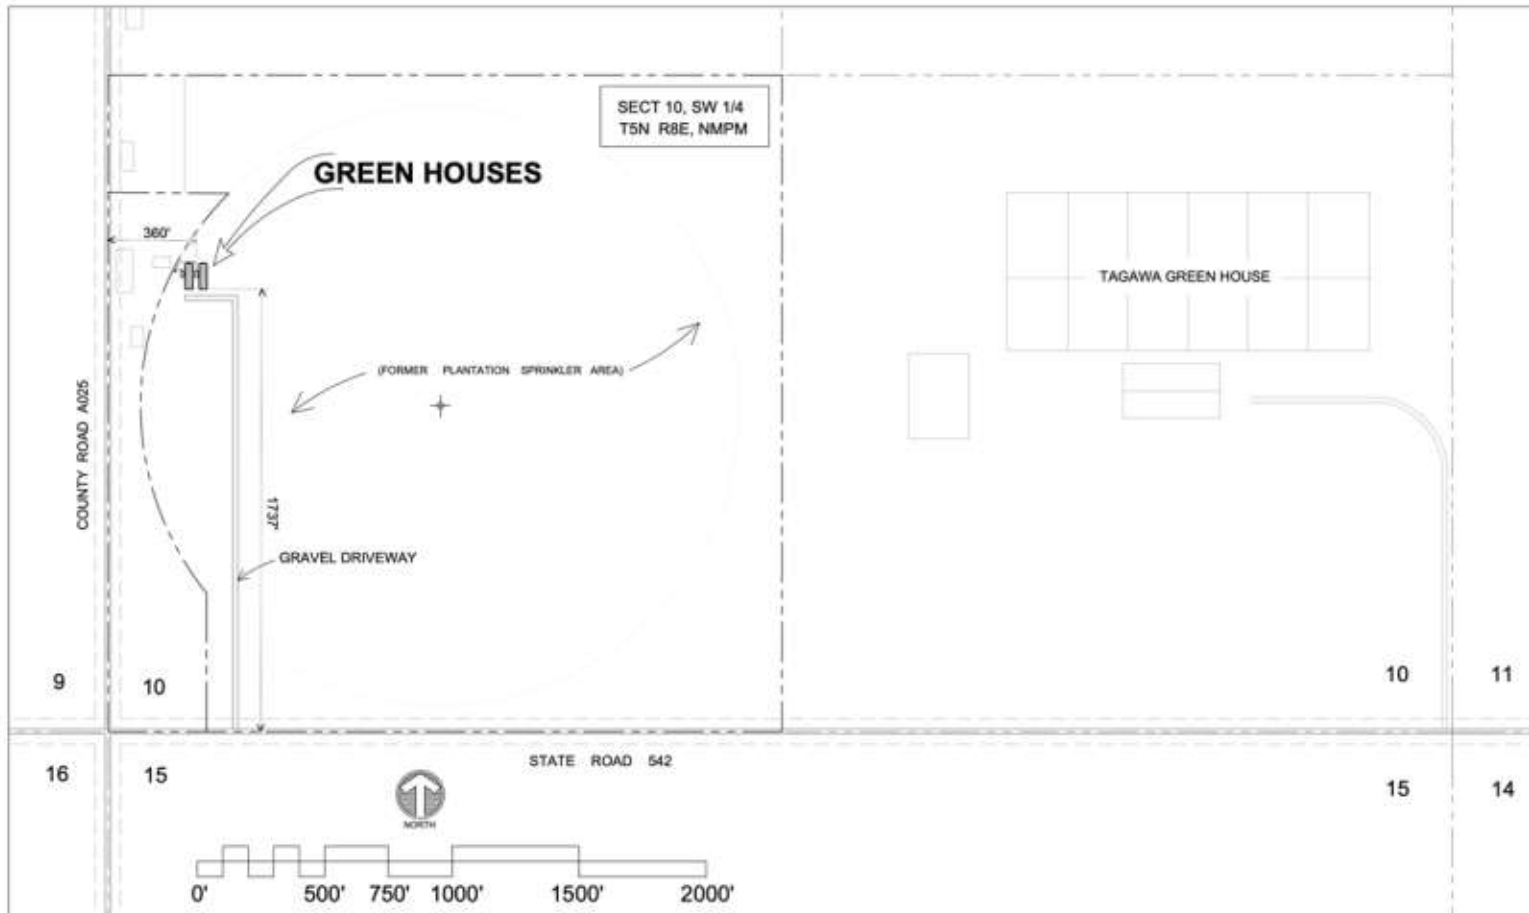 SECT 10, SW 1/4
T5N R8E, NMPM
GREEN HOUSES
360'
TAGAWA GREEN HOUSE
(FORMER PLANTATION SPRINKLER AREA)
COUNTY ROAD A025
1737'
GRAVEL DRIVEWAY
9
10
10
11
16
15
STATE ROAD 542
15
14
NORTH
0' 500' 750' 1000' 1500' 2000'